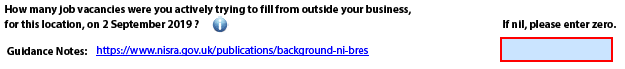 How many job vacancies were you actively trying to fill from outside your business,
for this location, on 2 September 2019 ? i
If nil, please enter zero.
Guidance Notes: https://www.nisra.gov.uk/publications/background-ni-bres